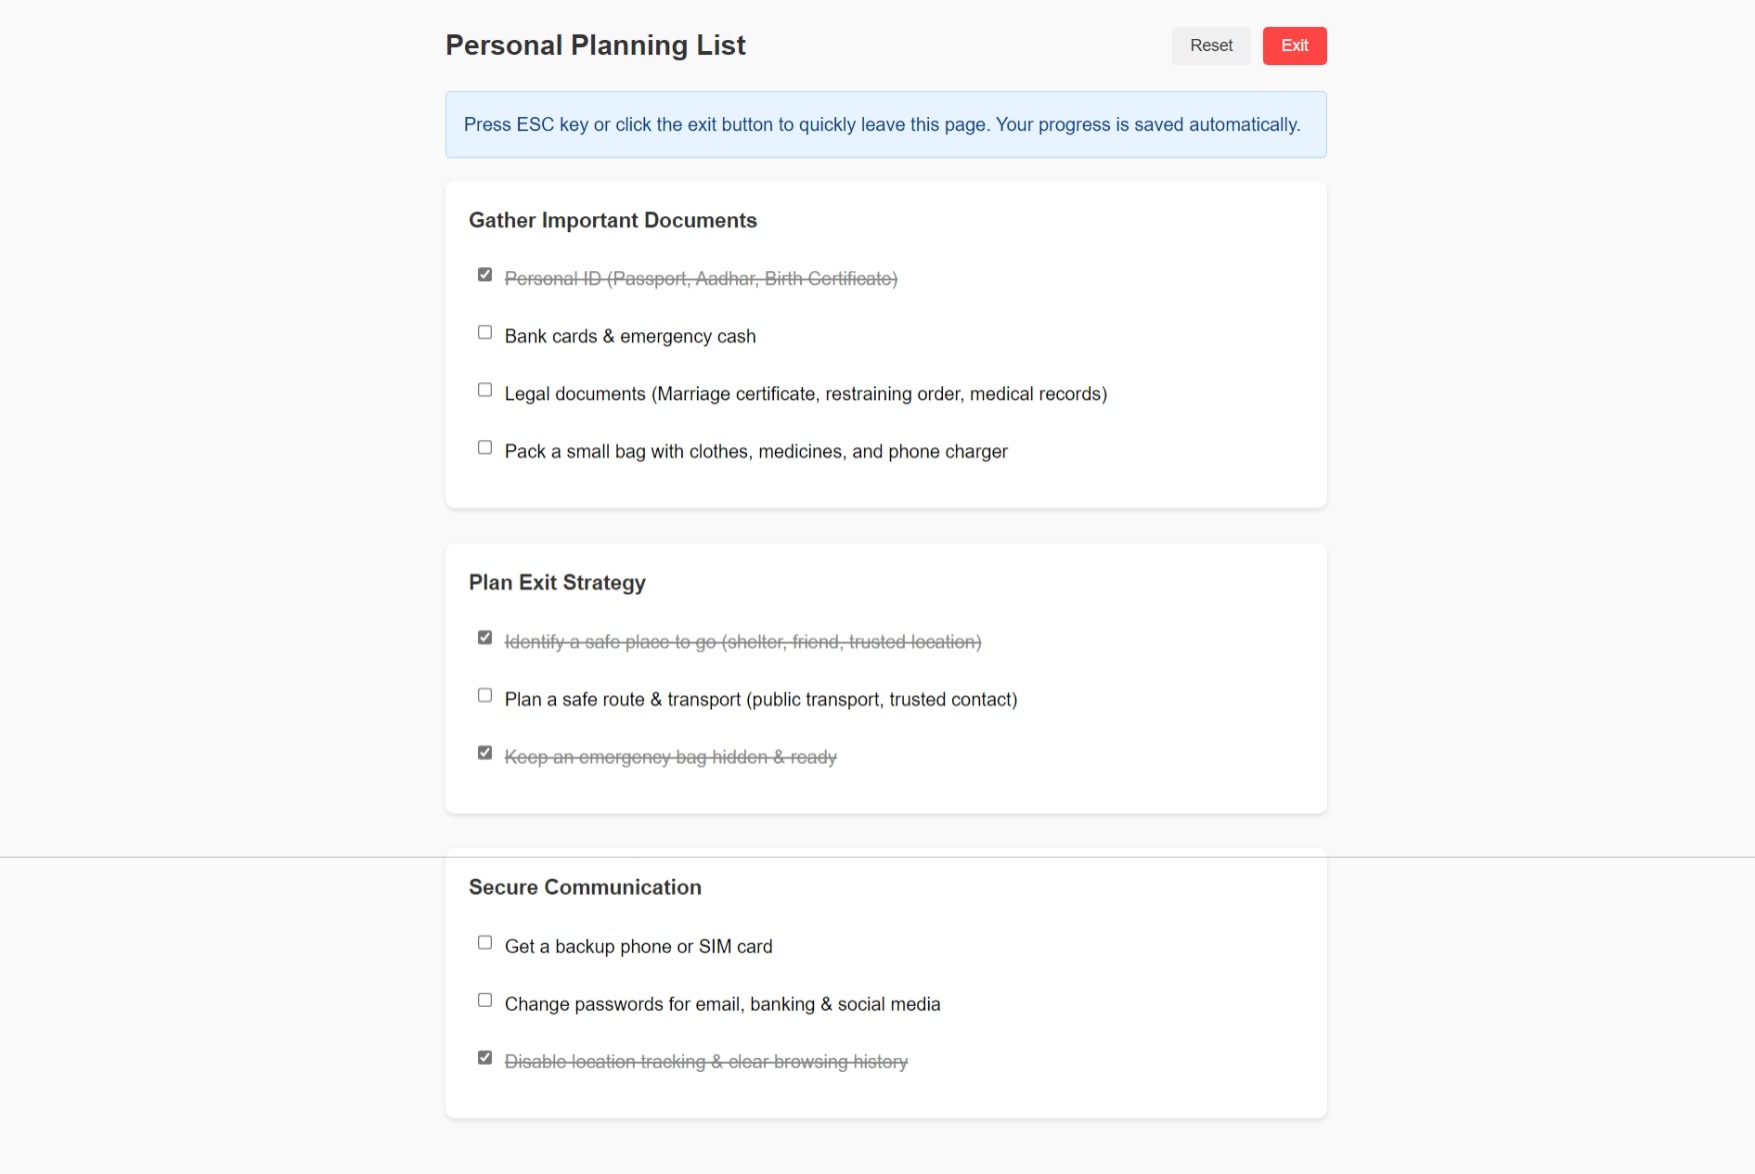 Personal Planning List
Reset
Exit
Press ESC key or click the exit button to quickly leave this page. Your progress is saved automatically.
Gather Important Documents
Personal ID (Passport, Aadhar, Birth Certificate)
Bank cards & emergency cash
Legal documents (Marriage certificate, restraining order, medical records)
Pack a small bag with clothes, medicines, and phone charger
Plan Exit Strategy
Identify a safe place to go (shelter, friend, trusted location)
Plan a safe route & transport (public transport, trusted contact)
Keep an emergency bag hidden & ready
Secure Communication
Get a backup phone or SIM card
Change passwords for email, banking & social media
Disable location tracking & clear browsing history